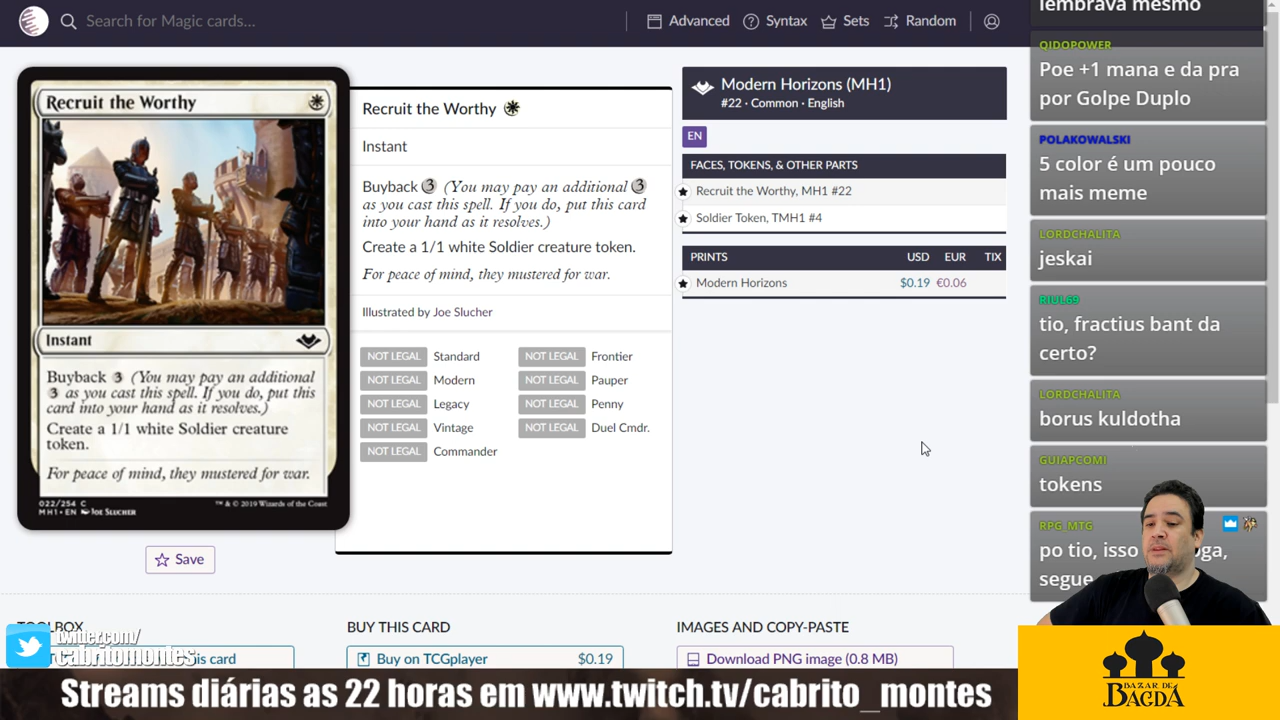 Search for Magic cards...
Advanced
Syntax
Sets
Random
Recruit the Worthy
Instant
Buyback 3 (You may pay an additional
3 as you cast this spell. If you do, put this
card into your hand as it resolves.)
Create a 1/1 white Soldier creature
token.
For peace of mind, they mustered for war.
022/254 C
MH1 • EN Joe Slucher
™ & © 2019 Wizards of the Coast
Save
Recruit the Worthy
Instant
Buyback 3 (You may pay an additional 3
as you cast this spell. If you do, put this card
into your hand as it resolves.)
Create a 1/1 white Soldier creature token.
For peace of mind, they mustered for war.
Illustrated by Joe Slucher
NOT LEGAL Standard NOT LEGAL Frontier
NOT LEGAL Modern NOT LEGAL Pauper
NOT LEGAL Legacy NOT LEGAL Penny
NOT LEGAL Vintage NOT LEGAL Duel Cmdr.
NOT LEGAL Commander
Modern Horizons (MH1)
#22 · Common · English
EN
FACES, TOKENS, & OTHER PARTS
Recruit the Worthy, MH1 #22
Soldier Token, TMH1 #4
PRINTS USD EUR TIX
Modern Horizons $0.19 €0.06
lembrava mesmo
QIDOPOWER
Poe +1 mana e da pra
por Golpe Duplo
POLAKOWALSKI
5 color é um pouco
mais meme
LORDCHALITA
jeskai
RIUL69
tio, fractius bant da
certo?
LORDCHALITA
borus kuldotha
GUIAPCOMI
tokens
RPG_MTG
po tio, isso
segue
TOOLBOX
twitter.com/
cabritomontes
card
BUY THIS CARD
Buy on TCGplayer $0.19
IMAGES AND COPY-PASTE
Download PNG image (0.8 MB)
Streams diárias as 22 horas em www.twitch.tv/cabrito_montes
BAZAR DE
BAGDÁ